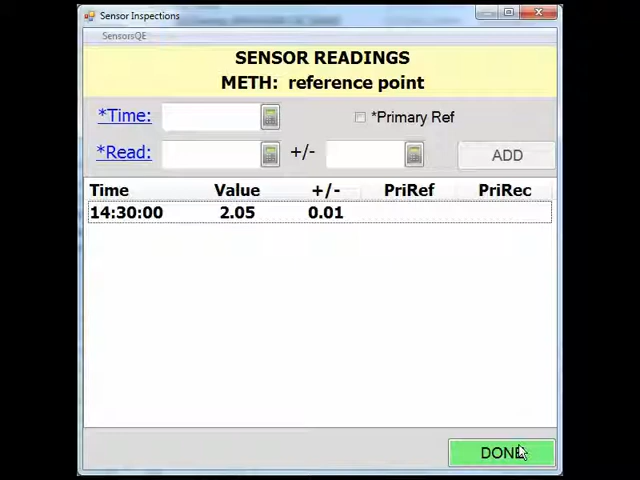 Sensor Inspections
SensorsQE
SENSOR READINGS
METH: reference point
*Time:
*Primary Ref
*Read:
+/-
ADD
Time Value +/- PriRef PriRec
14:30:00 2.05 0.01
DONE